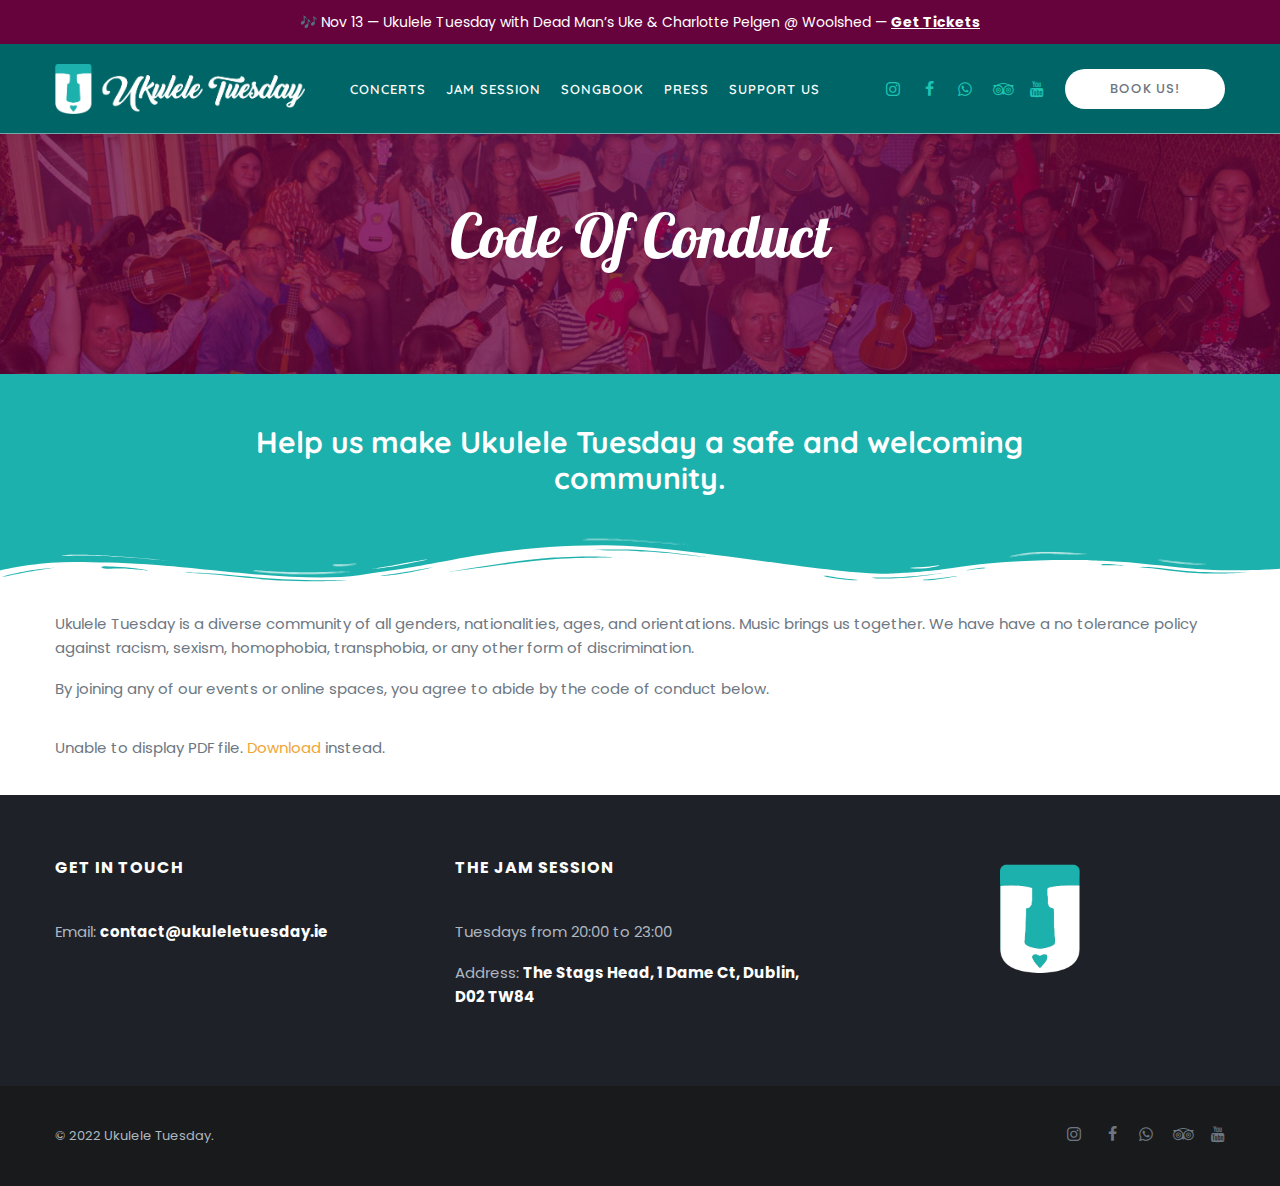 🎶 Nov 13 — Ukulele Tuesday with Dead Man's Uke & Charlotte Pelgen @ Woolshed — Get Tickets
Ukulele Tuesday
CONCERTS JAM SESSION SONGBOOK PRESS SUPPORT US
BOOK US!
Code Of Conduct
Help us make Ukulele Tuesday a safe and welcoming
community.
Ukulele Tuesday is a diverse community of all genders, nationalities, ages, and orientations. Music brings us together. We have have a no tolerance policy
against racism, sexism, homophobia, transphobia, or any other form of discrimination.
By joining any of our events or online spaces, you agree to abide by the code of conduct below.
Unable to display PDF file. Download instead.
GET IN TOUCH
Email: contact@ukuleletuesday.ie
THE JAM SESSION
Tuesdays from 20:00 to 23:00
Address: The Stags Head, 1 Dame Ct, Dublin,
D02 TW84
© 2022 Ukulele Tuesday.